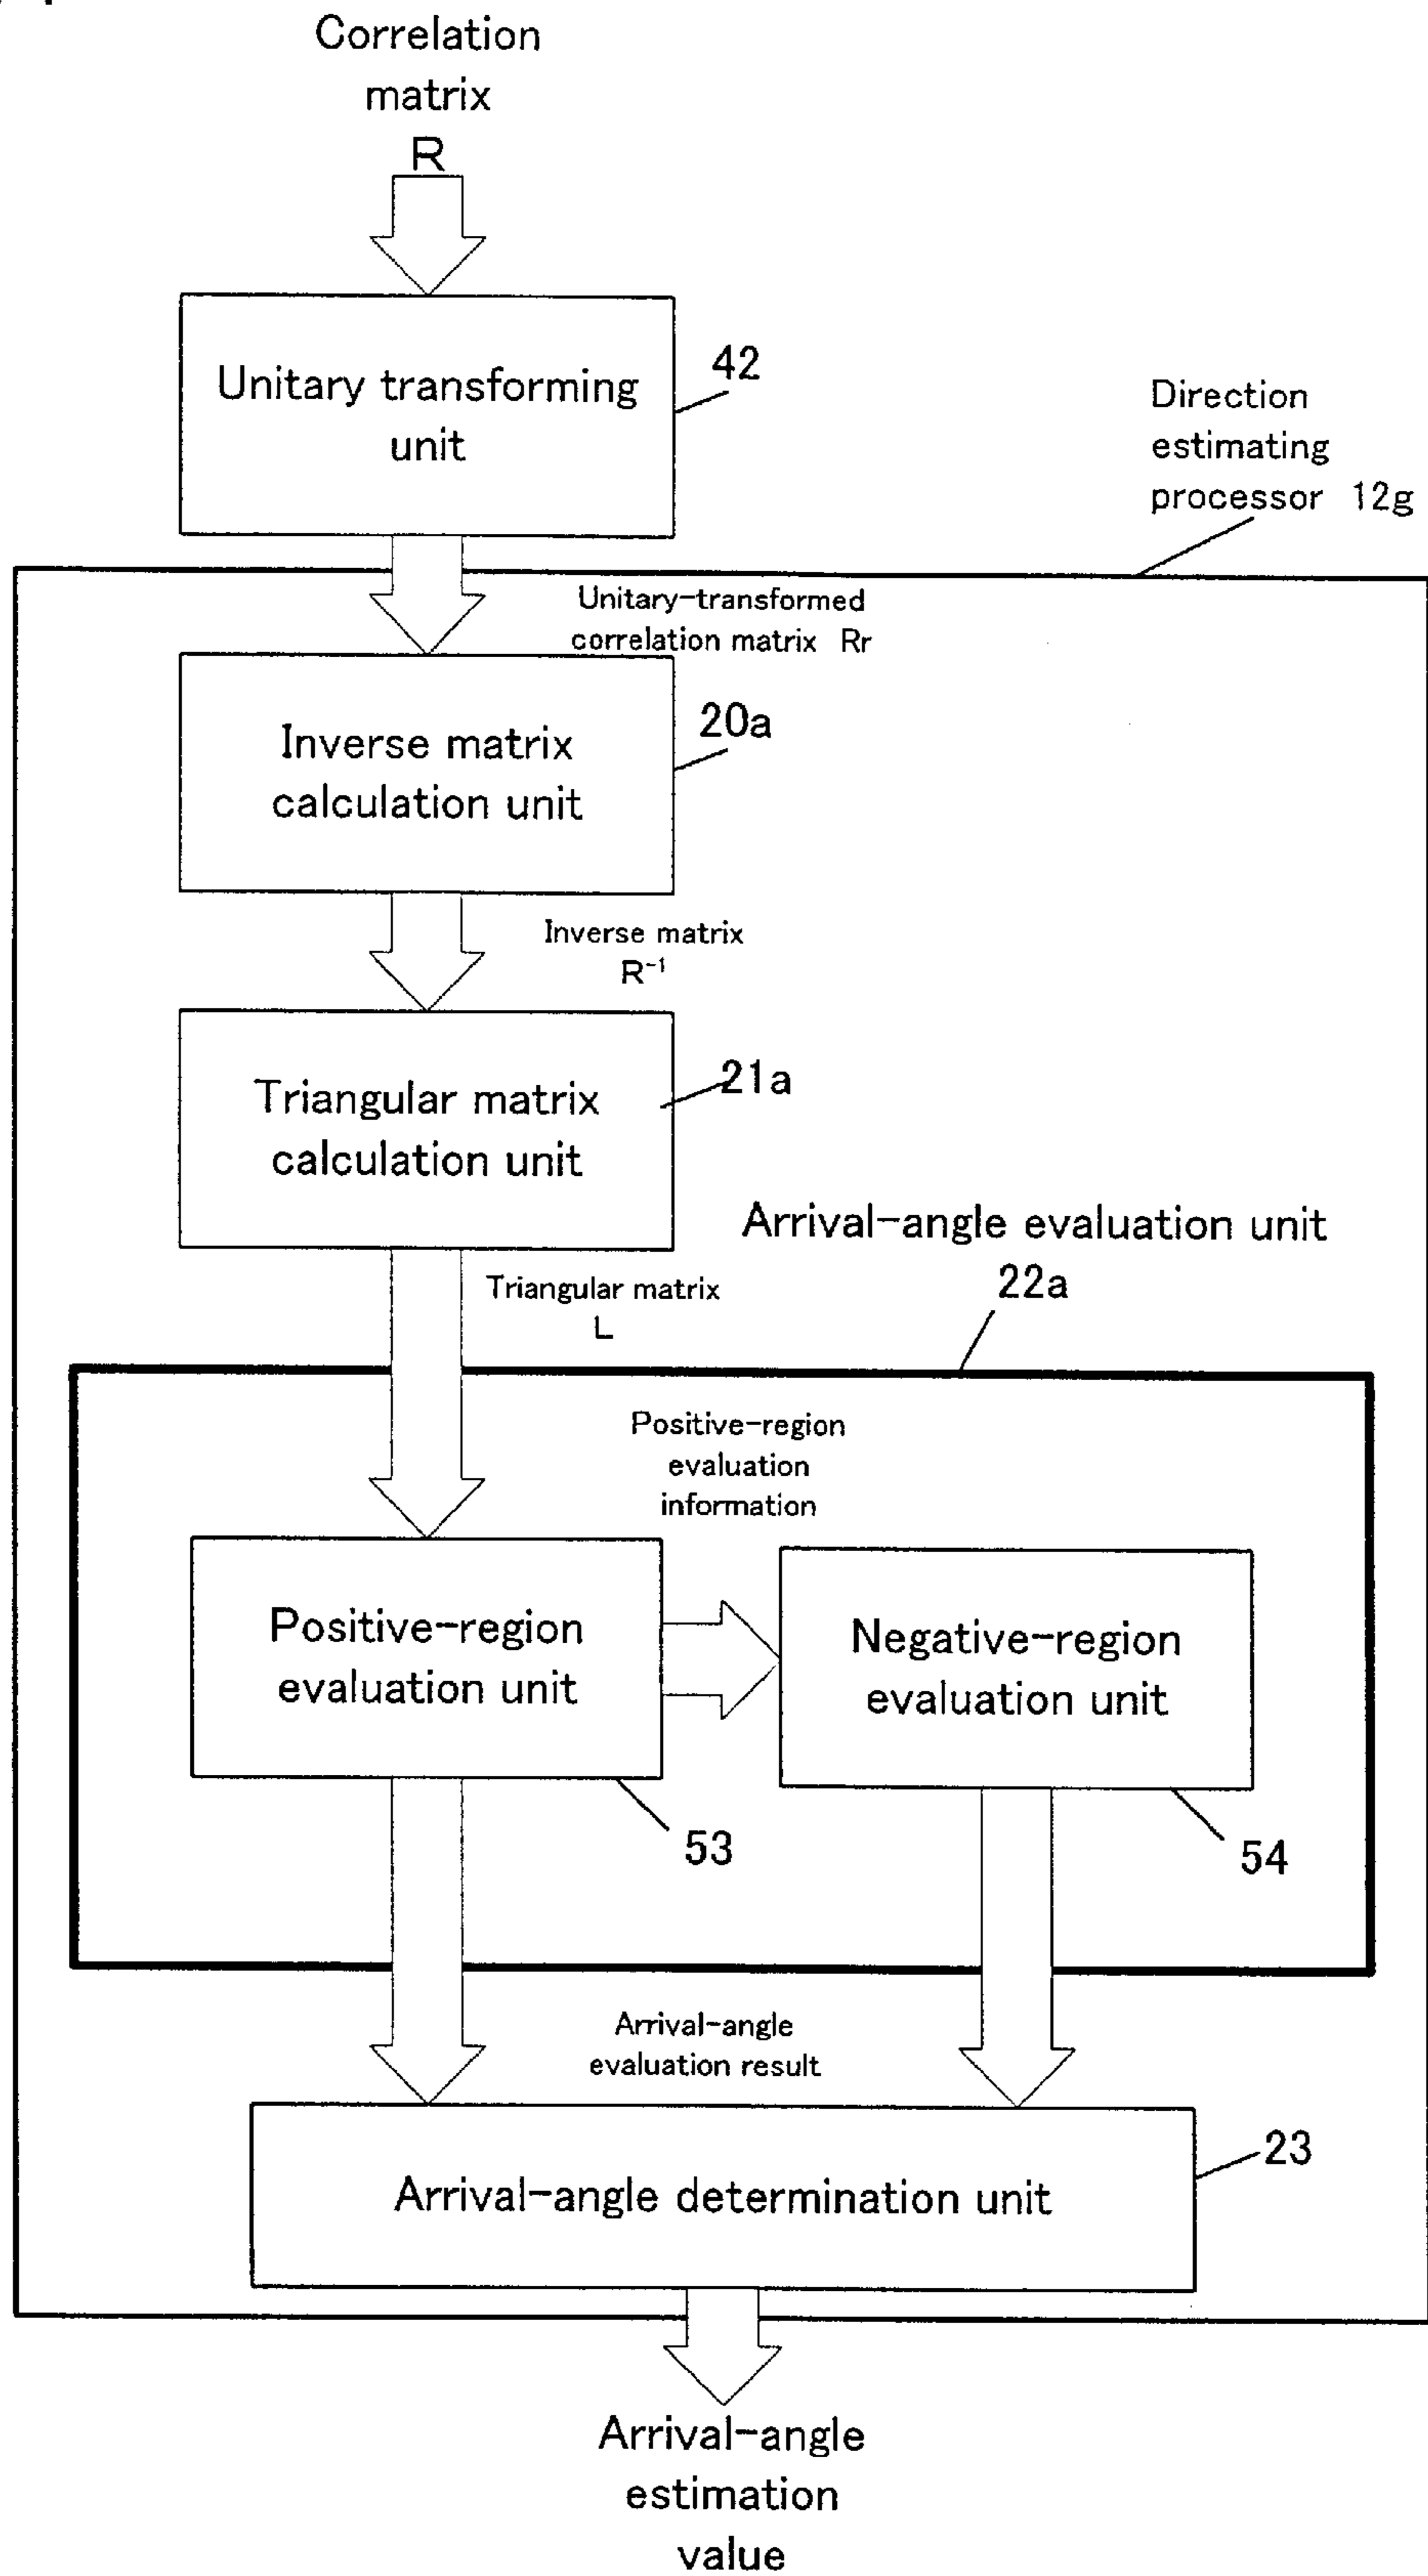 Correlation
matrix
R
Unitary transforming
unit
42
Direction
estimating
processor 12g
Unitary-transformed
correlation matrix Rr
Inverse matrix
calculation unit
20a
Inverse matrix
R⁻¹
Triangular matrix
calculation unit
21a
Arrival-angle evaluation unit
22a
Triangular matrix
L
Positive-region
evaluation
information
Positive-region
evaluation unit
Negative-region
evaluation unit
53
54
Arrival-angle
evaluation result
Arrival-angle determination unit
23
Arrival-angle
estimation
value